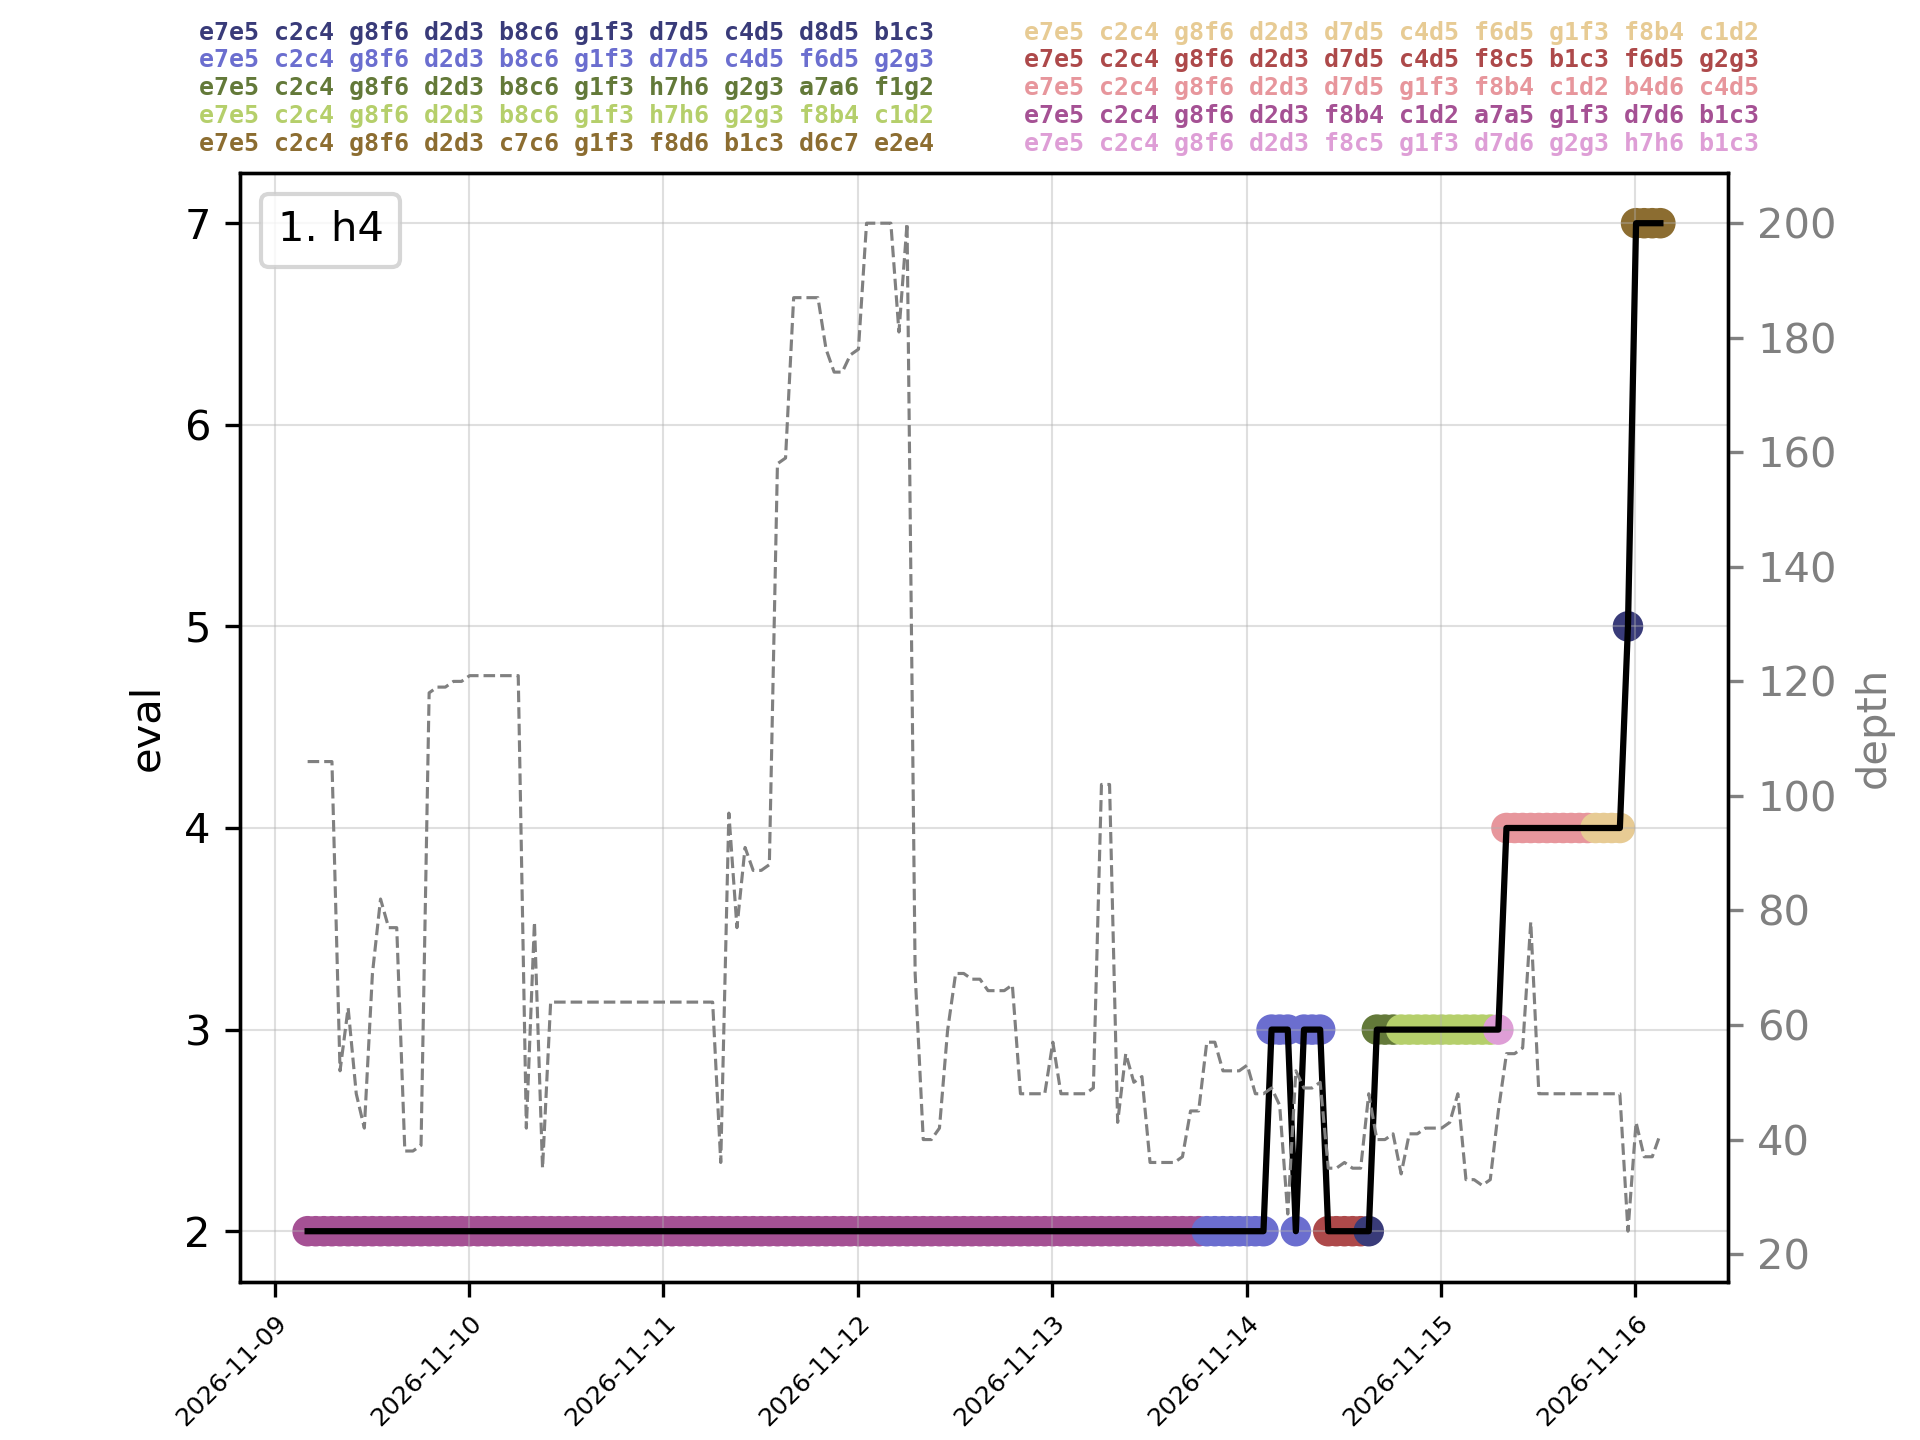 e7e5 c2c4 g8f6 d2d3 b8c6 g1f3 d7d5 c4d5 d8d5 b1c3
e7e5 c2c4 g8f6 d2d3 b8c6 g1f3 d7d5 c4d5 f6d5 g2g3
e7e5 c2c4 g8f6 d2d3 b8c6 g1f3 h7h6 g2g3 a7a6 f1g2
e7e5 c2c4 g8f6 d2d3 b8c6 g1f3 h7h6 g2g3 f8b4 c1d2
e7e5 c2c4 g8f6 d2d3 c7c6 g1f3 f8d6 b1c3 d6c7 e2e4
e7e5 c2c4 g8f6 d2d3 d7d5 c4d5 f6d5 g1f3 f8b4 c1d2
e7e5 c2c4 g8f6 d2d3 d7d5 c4d5 f8c5 b1c3 f6d5 g2g3
e7e5 c2c4 g8f6 d2d3 d7d5 g1f3 f8b4 c1d2 b4d6 c4d5
e7e5 c2c4 g8f6 d2d3 f8b4 c1d2 a7a5 g1f3 d7d6 b1c3
e7e5 c2c4 g8f6 d2d3 f8c5 g1f3 d7d6 g2g3 h7h6 b1c3
1. h4
7
6
5
4
3
2
eval
200
180
160
140
120
100
80
60
40
20
depth
2026-11-09
2026-11-10
2026-11-11
2026-11-12
2026-11-13
2026-11-14
2026-11-15
2026-11-16